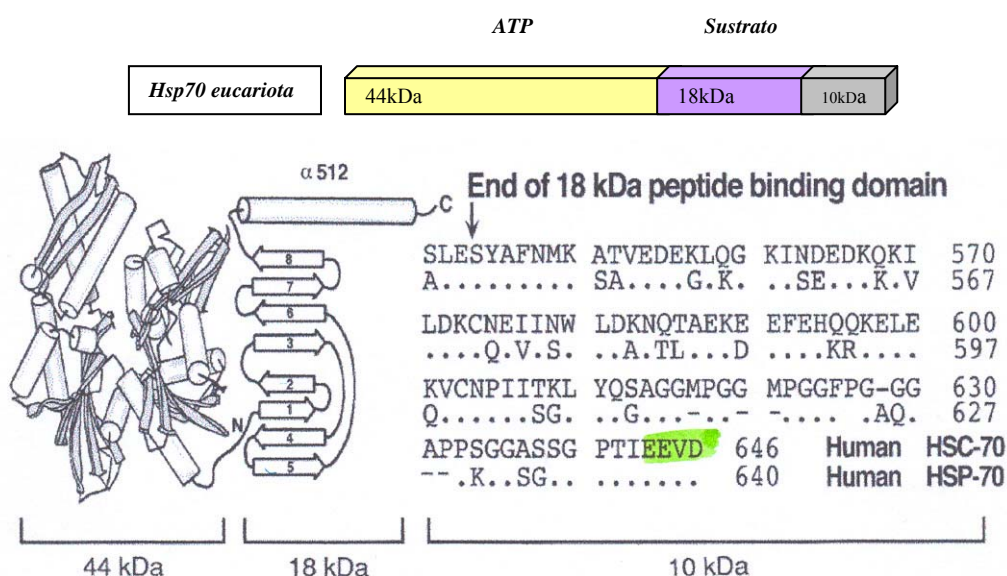 ATP Sustrato
Hsp70 eucariota 44kDa 18kDa 10kDa
α512
End of 18 kDa peptide binding domain
C
SLESYAFNMK ATVEDEKLQG KINDEDKQKI 570
A......... SA....G.K. ..SE...K.V 567
LDKCNEIINW LDKNQTAEKE EFEHQQKELE 600
....Q.V.S. ..A.TL...D ....KR.... 597
KVCNPIITKL YQSAGGMPGG MPGGFPG-GG 630
Q......SG. ..G...-..- -.... .AQ. 627
APPSGGASSG PTIEEVD 646 Human HSC-70
--.K..SG.. ....... 640 Human HSP-70
8
7
6
3
2
1
N
4
5
44 kDa 18 kDa 10 kDa